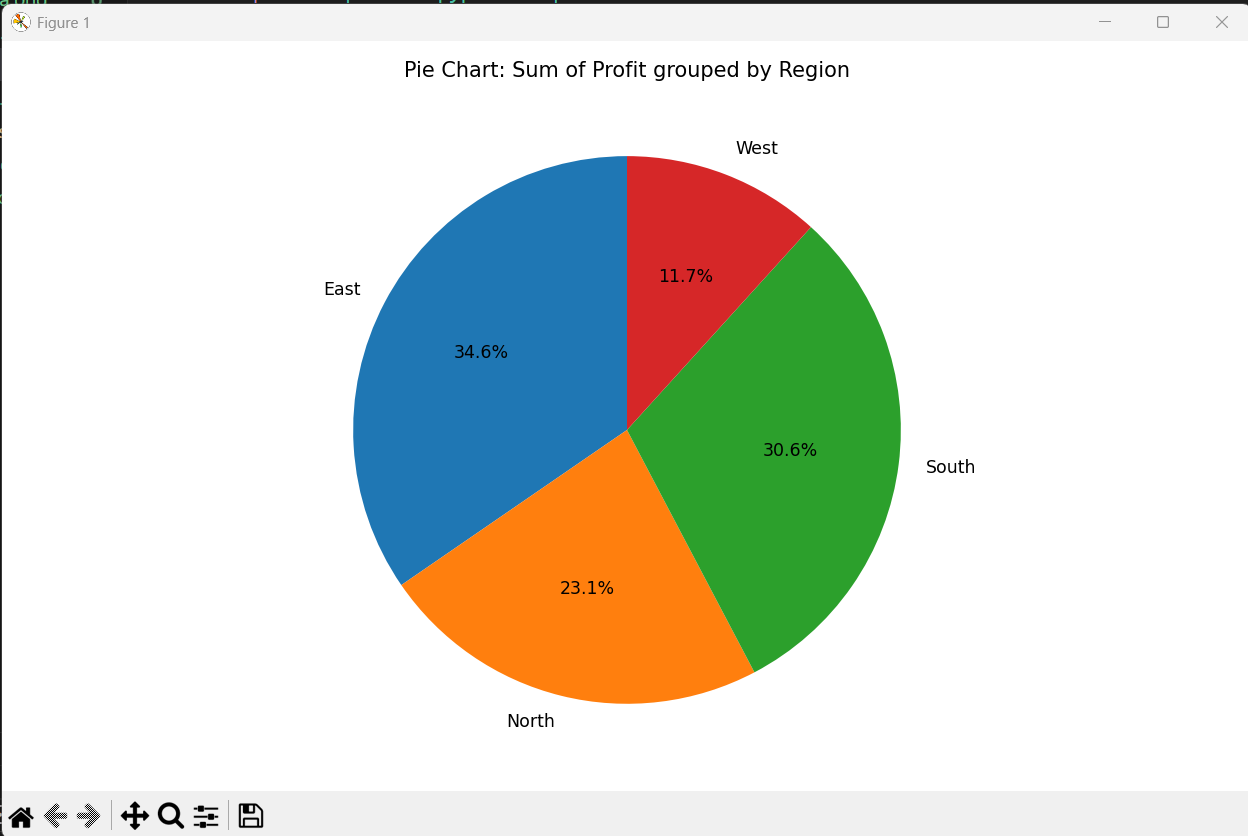 Figure 1
Pie Chart: Sum of Profit grouped by Region
West
11.7%
East
34.6%
30.6%
South
23.1%
North